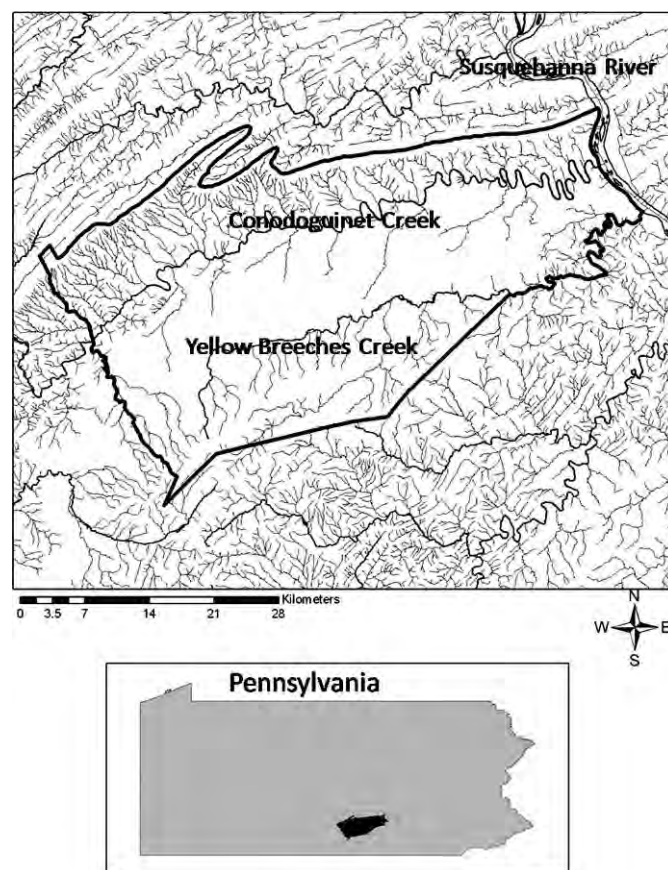 Susquehanna River
Conodoguinet Creek
Yellow Breeches Creek
Kilometers
0 3.5 7 14 21 28
N
W E
S
Pennsylvania